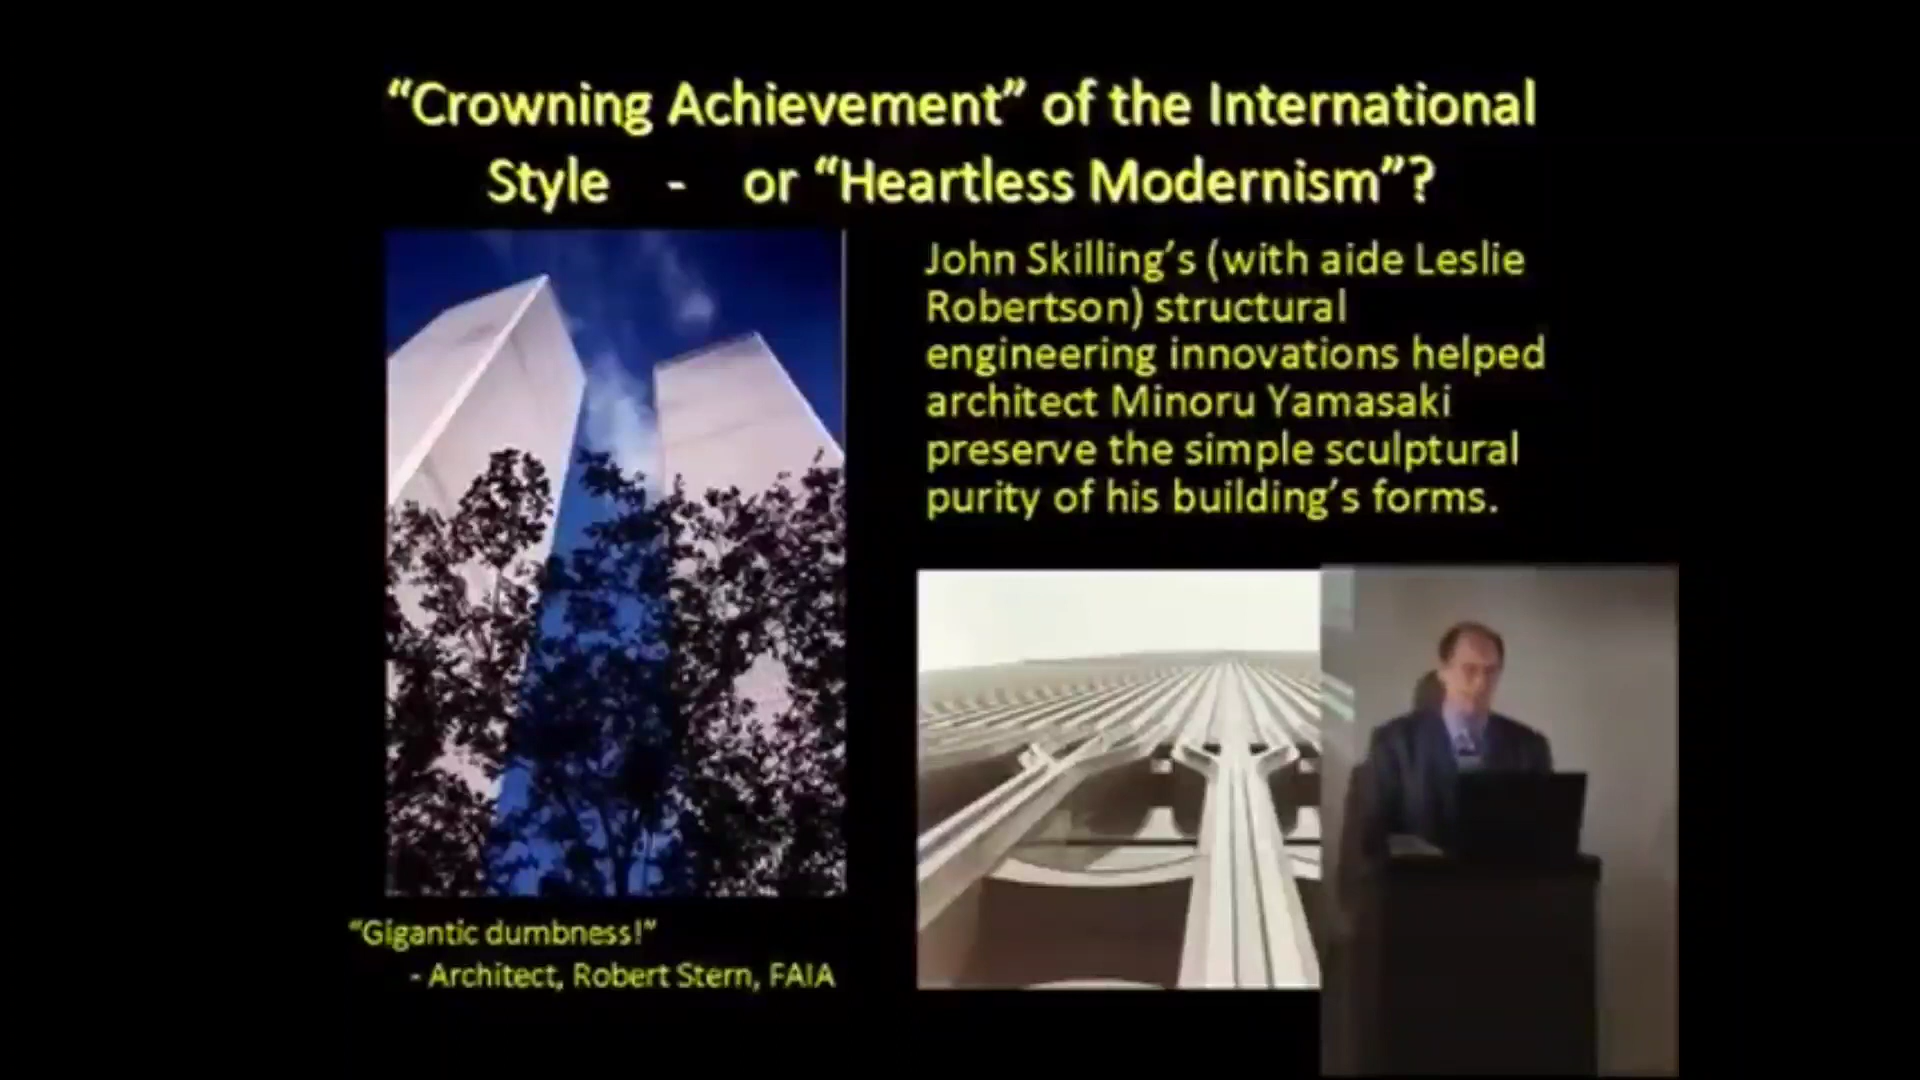 “Crowning Achievement” of the International
Style - or “Heartless Modernism”?
John Skilling’s (with aide Leslie
Robertson) structural
engineering innovations helped
architect Minoru Yamasaki
preserve the simple sculptural
purity of his building’s forms.
“Gigantic dumbness!”
- Architect, Robert Stern, FAIA